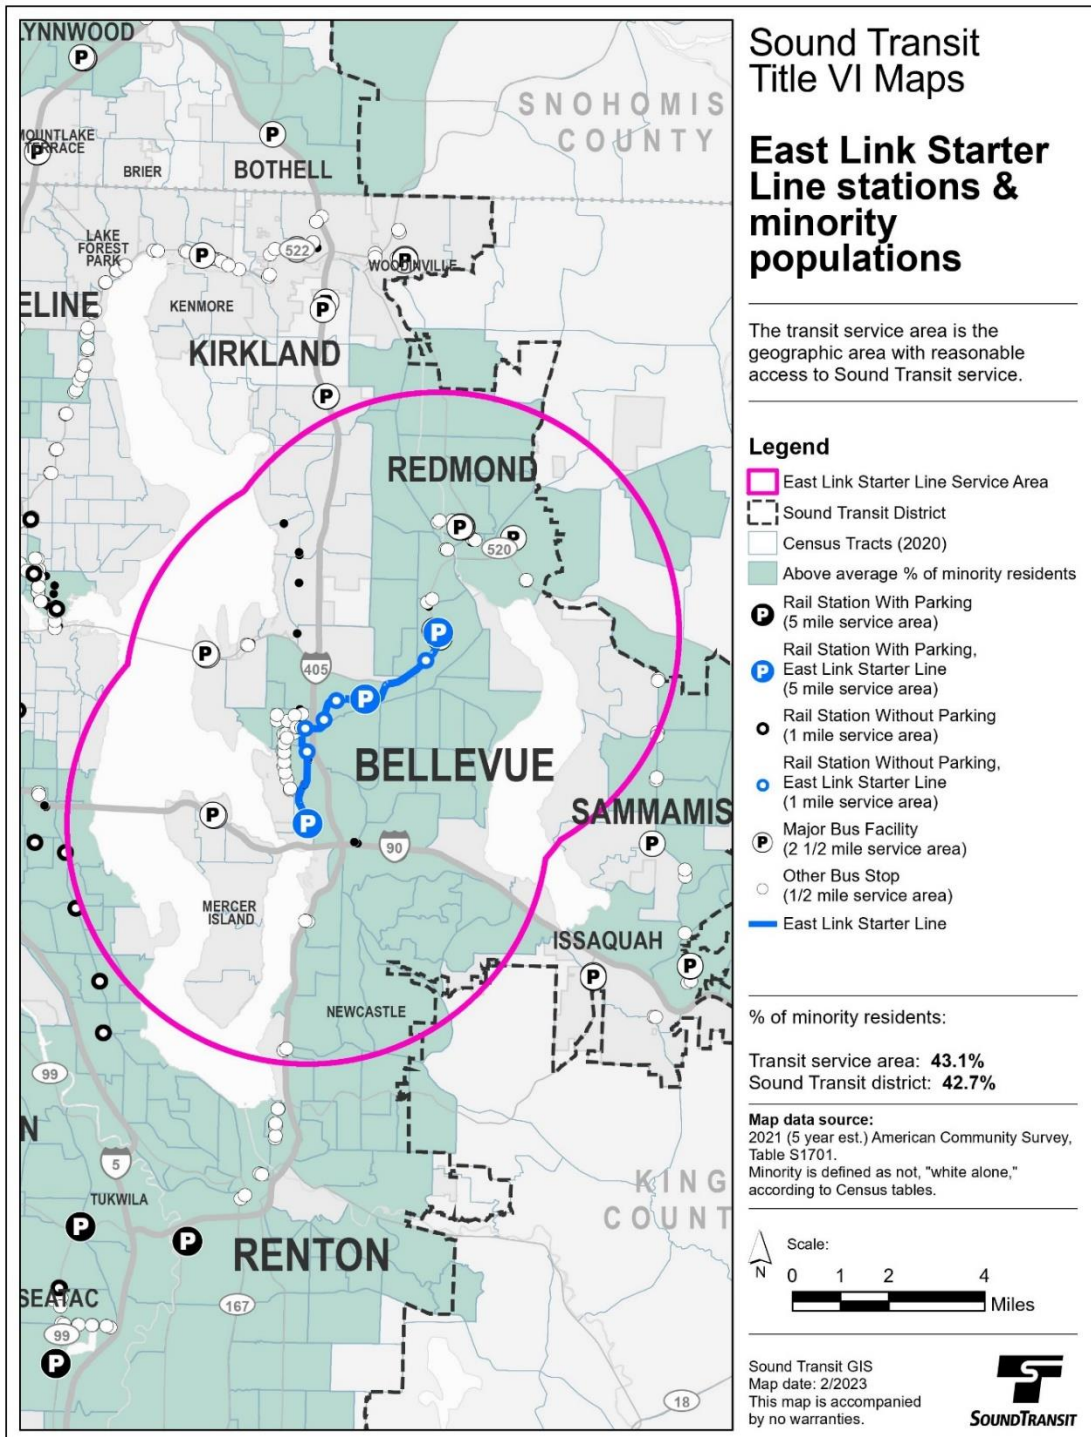 LYNNWOOD
P
SNOHOMIS
COUNTY
P
MOUNTLAKE
TERRACE
P
BRIER
BOTHELL
LAKE
FOREST
PARK
P
522
P
WOODINVILLE
ELINE
KENMORE
P
KIRKLAND
P
REDMOND
P
P
520
P
P
405
P
BELLEVUE
SAMMAMIS
P
P
90
P
MERCER
ISLAND
ISSAQUAH
P
P
NEWCASTLE
99
N
5
KING
COUNT
TUKWILA
P
P
RENTON
SEATAC
167
99
P
18
Sound Transit
Title VI Maps
East Link Starter
Line stations &
minority
populations
The transit service area is the
geographic area with reasonable
access to Sound Transit service.
Legend
East Link Starter Line Service Area
Sound Transit District
Census Tracts (2020)
Above average % of minority residents
P
Rail Station With Parking
(5 mile service area)
P
Rail Station With Parking,
East Link Starter Line
(5 mile service area)
Rail Station Without Parking
(1 mile service area)
Rail Station Without Parking,
East Link Starter Line
(1 mile service area)
P
Major Bus Facility
(2 1/2 mile service area)
Other Bus Stop
(1/2 mile service area)
East Link Starter Line
% of minority residents:
Transit service area: 43.1%
Sound Transit district: 42.7%
Map data source:
2021 (5 year est.) American Community Survey,
Table S1701.
Minority is defined as not, "white alone,"
according to Census tables.
N
Scale:
0 1 2 4
Miles
Sound Transit GIS
Map date: 2/2023
This map is accompanied
by no warranties.
SOUNDTRANSIT